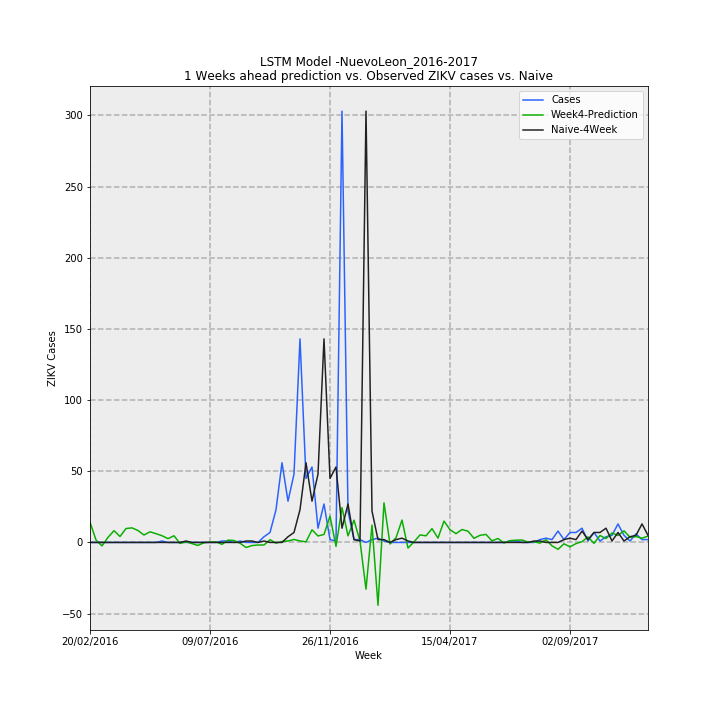 LSTM Model -NuevoLeon_2016-2017
1 Weeks ahead prediction vs. Observed ZIKV cases vs. Naive
Cases
Week4-Prediction
Naive-4Week
300
250
200
150
100
50
0
−50
ZIKV Cases
20/02/2016
09/07/2016
26/11/2016
15/04/2017
02/09/2017
Week